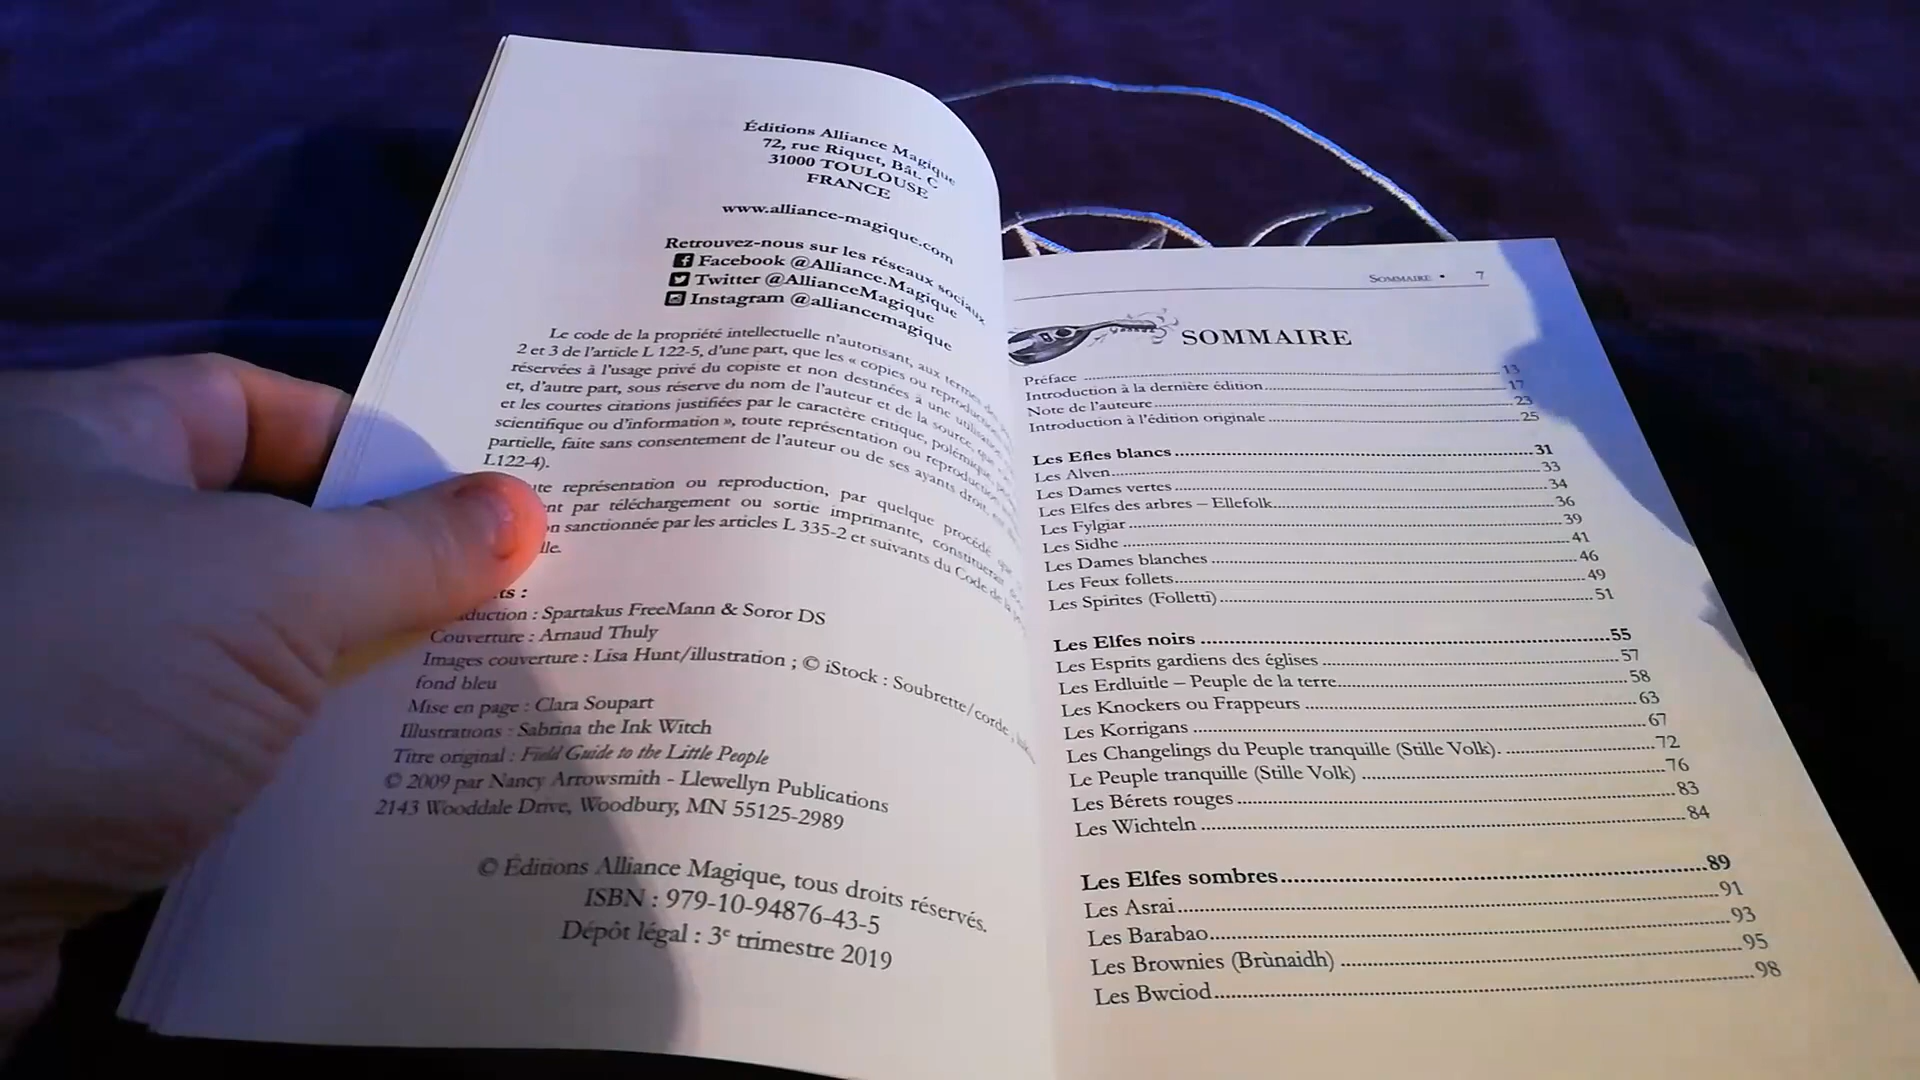 Éditions Alliance Magique
72, rue Riquet, Bât. C
31000 TOULOUSE
FRANCE
www.alliance-magique.com
Retrouvez-nous sur les réseaux sociaux
Facebook @Alliance.Magique
Twitter @AllianceMagique
Instagram @alliancemagique
Le code de la propriété intellectuelle n'autorisant, aux termes des
2 et 3 de l'article L 122-5, d'une part, que les « copies ou reproductions
réservées à l'usage privé du copiste et non destinées à une utilisation
et, d'autre part, sous réserve du nom de l'auteur et de la source, que
et les courtes citations justifiées par le caractère critique, polémique,
scientifique ou d'information », toute représentation ou reproduction
partielle, faite sans consentement de l'auteur ou de ses ayants droit, est
L122-4).
représentation ou reproduction, par quelque procédé que
par téléchargement ou sortie imprimante, constituerait
sanctionnée par les articles L 335-2 et suivants du Code de la
: Spartakus FreeMann & Soror DS
Couverture : Arnaud Thuly
Images couverture : Lisa Hunt/illustration ; © iStock : Soubrette/corde ;
fond bleu
Mise en page : Clara Soupart
Illustrations : Sabrina the Ink Witch
Titre original : Field Guide to the Little People
© 2009 par Nancy Arrowsmith - Llewellyn Publications
2143 Wooddale Drive, Woodbury, MN 55125-2989
© Éditions Alliance Magique, tous droits réservés.
ISBN : 979-10-94876-43-5
Dépôt légal : 3e trimestre 2019
SOMMAIRE • 7
SOMMAIRE
Préface ........ 13
Introduction à la dernière édition ........ 17
Note de l'auteure ........ 23
Introduction à l'édition originale ........ 25
Les Efles blancs ........ 31
Les Alven ........ 33
Les Dames vertes ........ 34
Les Elfes des arbres – Ellefolk ........ 36
Les Fylgiar ........ 39
Les Sidhe ........ 41
Les Dames blanches ........ 46
Les Feux follets ........ 49
Les Spirites (Folletti) ........ 51
Les Elfes noirs ........ 55
Les Esprits gardiens des églises ........ 57
Les Erdluitle – Peuple de la terre ........ 58
Les Knockers ou Frappeurs ........ 63
Les Korrigans ........ 67
Les Changelings du Peuple tranquille (Stille Volk). ........ 72
Le Peuple tranquille (Stille Volk) ........ 76
Les Bérets rouges ........ 83
Les Wichteln ........ 84
Les Elfes sombres ........ 89
Les Asrai ........ 91
Les Barabao ........ 93
Les Brownies (Brùnaidh) ........ 95
Les Bwciod ........ 98